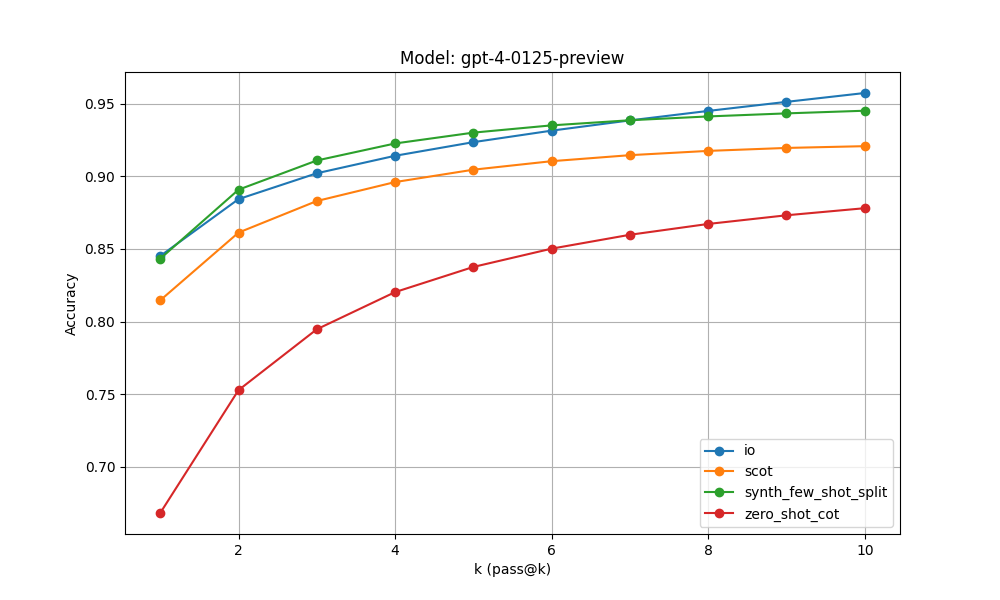 Model: gpt-4-0125-preview
Accuracy
0.95
0.90
0.85
0.80
0.75
0.70
2
4
6
8
10
k (pass@k)
io
scot
synth_few_shot_split
zero_shot_cot